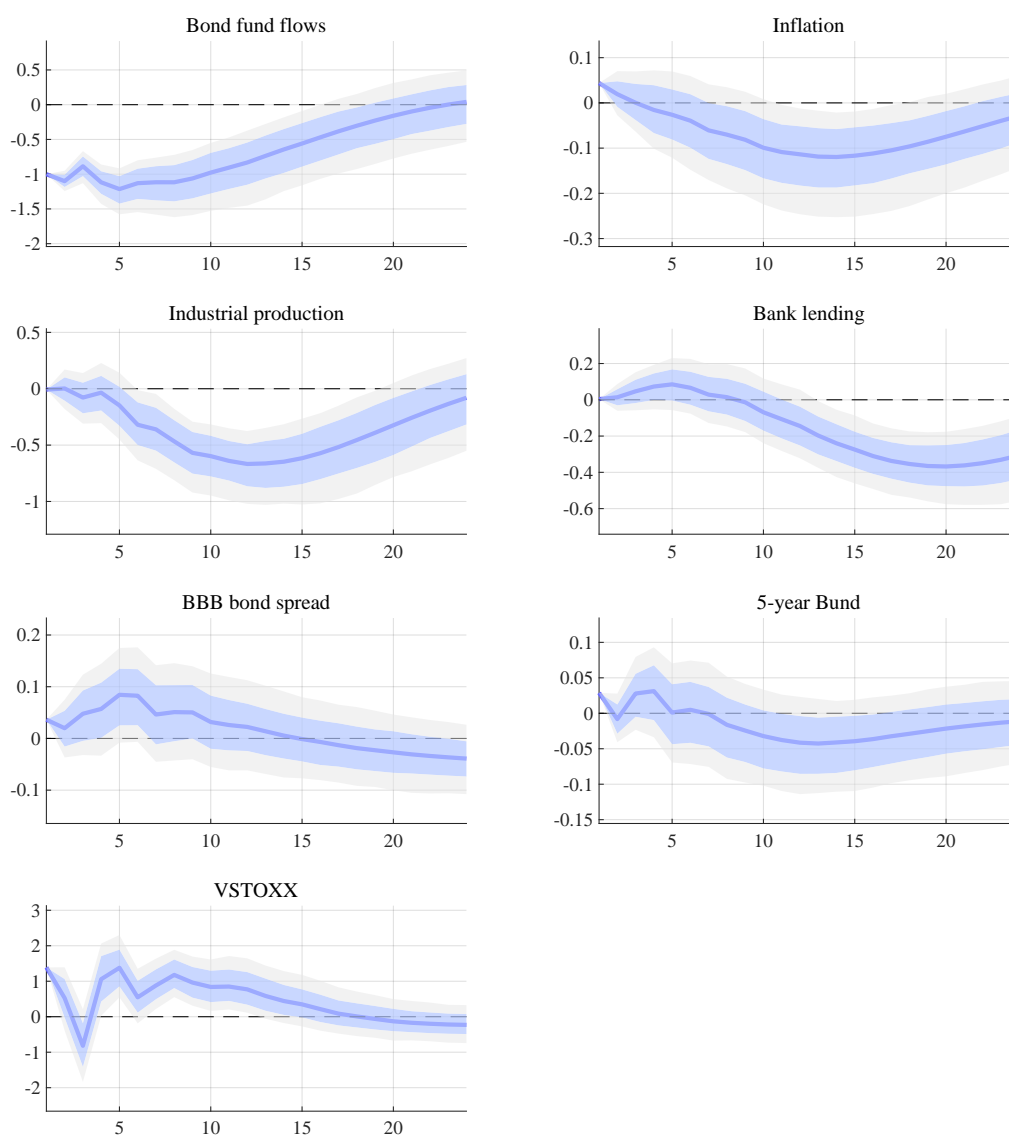 Bond fund flows
0.5
0
-0.5
-1
-1.5
-2
5 10 15 20
Inflation
0.1
0
-0.1
-0.2
-0.3
5 10 15 20
Industrial production
0.5
0
-0.5
-1
5 10 15 20
Bank lending
0.2
0
-0.2
-0.4
-0.6
5 10 15 20
BBB bond spread
0.2
0.1
0
-0.1
5 10 15 20
5-year Bund
0.1
0.05
0
-0.05
-0.1
-0.15
5 10 15 20
VSTOXX
3
2
1
0
-1
-2
5 10 15 20